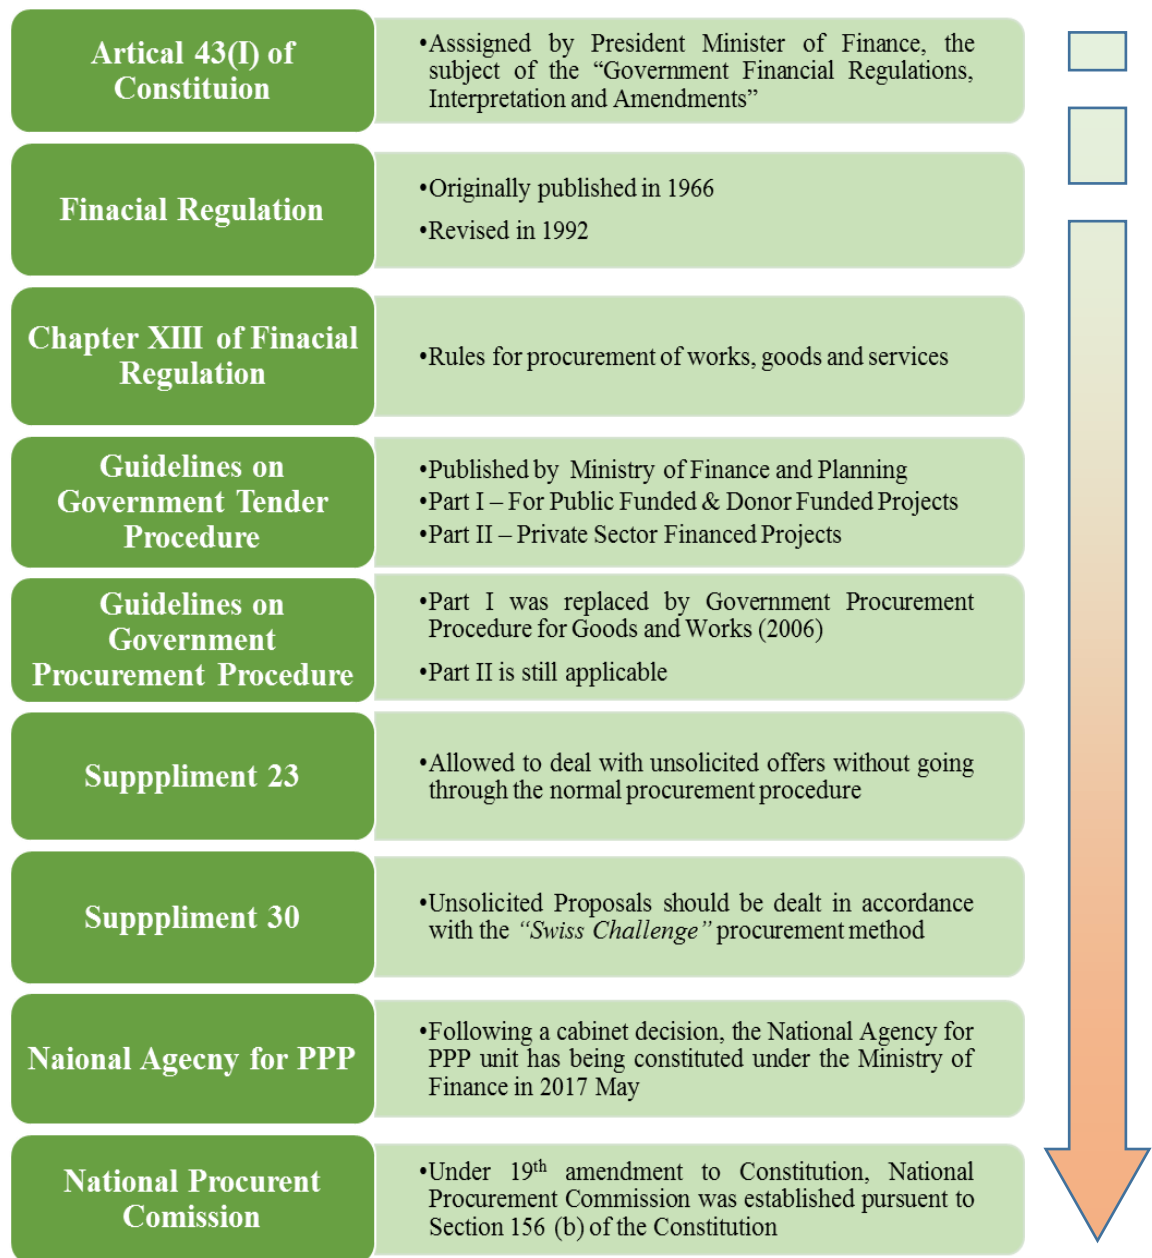 Artical 43(I) of
Constituion
•Asssigned by President Minister of Finance, the
subject of the “Government Financial Regulations,
Interpretation and Amendments”
Finacial Regulation
•Originally published in 1966
•Revised in 1992
Chapter XIII of Finacial
Regulation
•Rules for procurement of works, goods and services
Guidelines on
Government Tender
Procedure
•Published by Ministry of Finance and Planning
•Part I – For Public Funded & Donor Funded Projects
•Part II – Private Sector Financed Projects
Guidelines on
Government
Procurement Procedure
•Part I was replaced by Government Procurement
Procedure for Goods and Works (2006)
•Part II is still applicable
Supppliment 23
•Allowed to deal with unsolicited offers without going
through the normal procurement procedure
Supppliment 30
•Unsolicited Proposals should be dealt in accordance
with the “Swiss Challenge” procurement method
Naional Agecny for PPP
•Following a cabinet decision, the National Agency for
PPP unit has being constituted under the Ministry of
Finance in 2017 May
National Procurent
Comission
•Under 19th amendment to Constitution, National
Procurement Commission was established pursuant to
Section 156 (b) of the Constitution